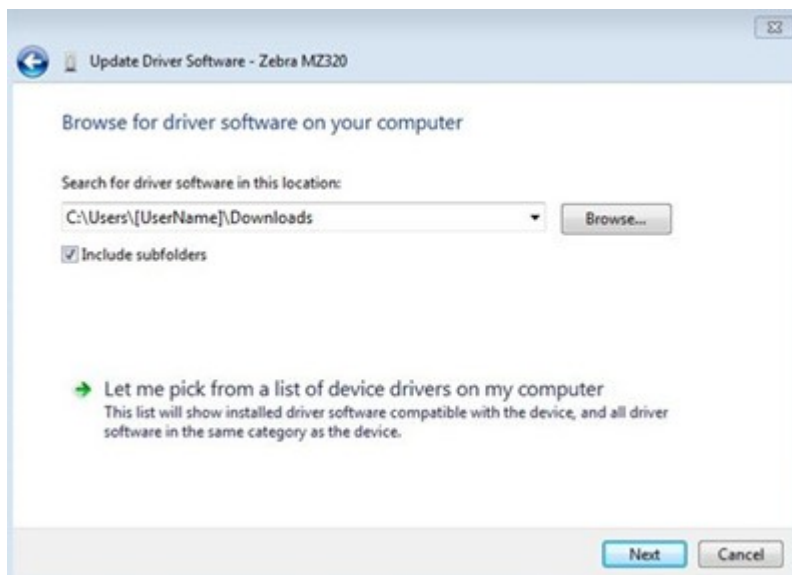 Update Driver Software - Zebra MZ320
Browse for driver software on your computer
Search for driver software in this location:
C:\Users\[UserName]\Downloads
Browse...
Include subfolders
Let me pick from a list of device drivers on my computer
This list will show installed driver software compatible with the device, and all driver
software in the same category as the device.
Next
Cancel